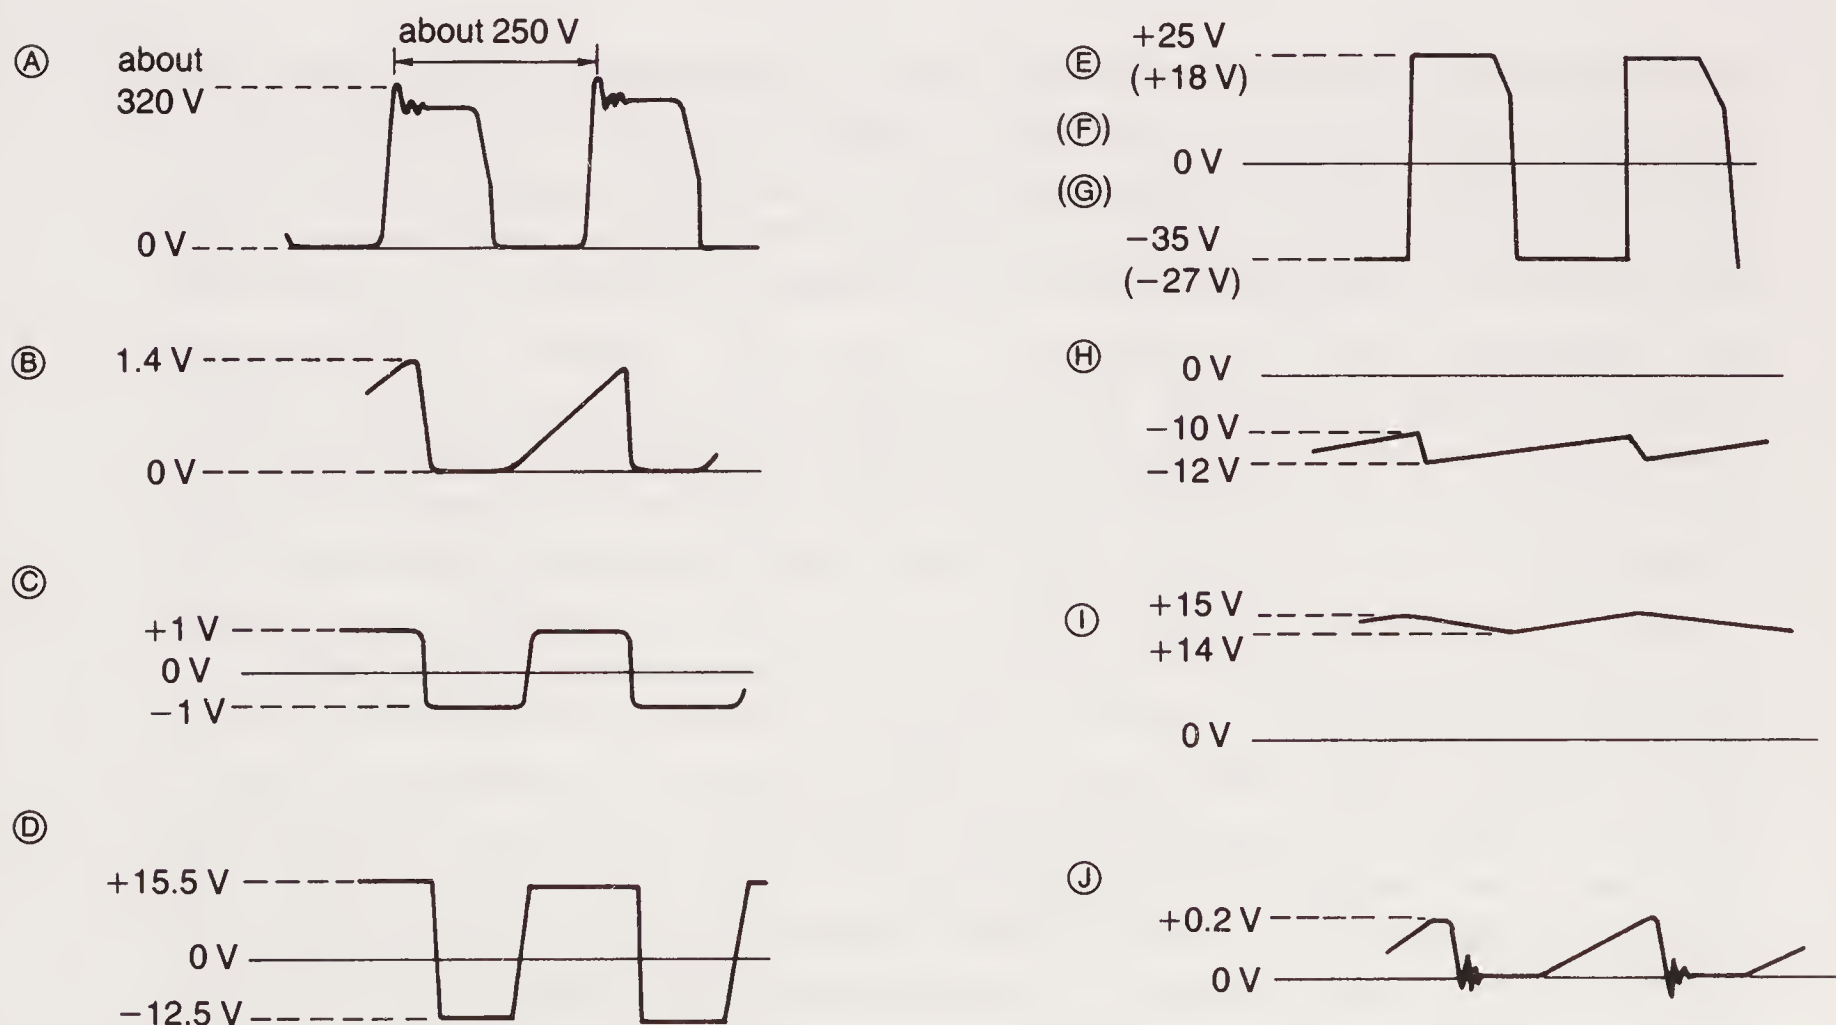 Ⓐ
about
320 V
about 250 V
0 V
Ⓑ
1.4 V
0 V
Ⓒ
+1 V
0 V
−1 V
Ⓓ
+15.5 V
0 V
−12.5 V
Ⓔ
+25 V
(+18 V)
(Ⓕ)
0 V
(Ⓖ)
−35 V
(−27 V)
Ⓗ
0 V
−10 V
−12 V
Ⓘ
+15 V
+14 V
0 V
Ⓙ
+0.2 V
0 V